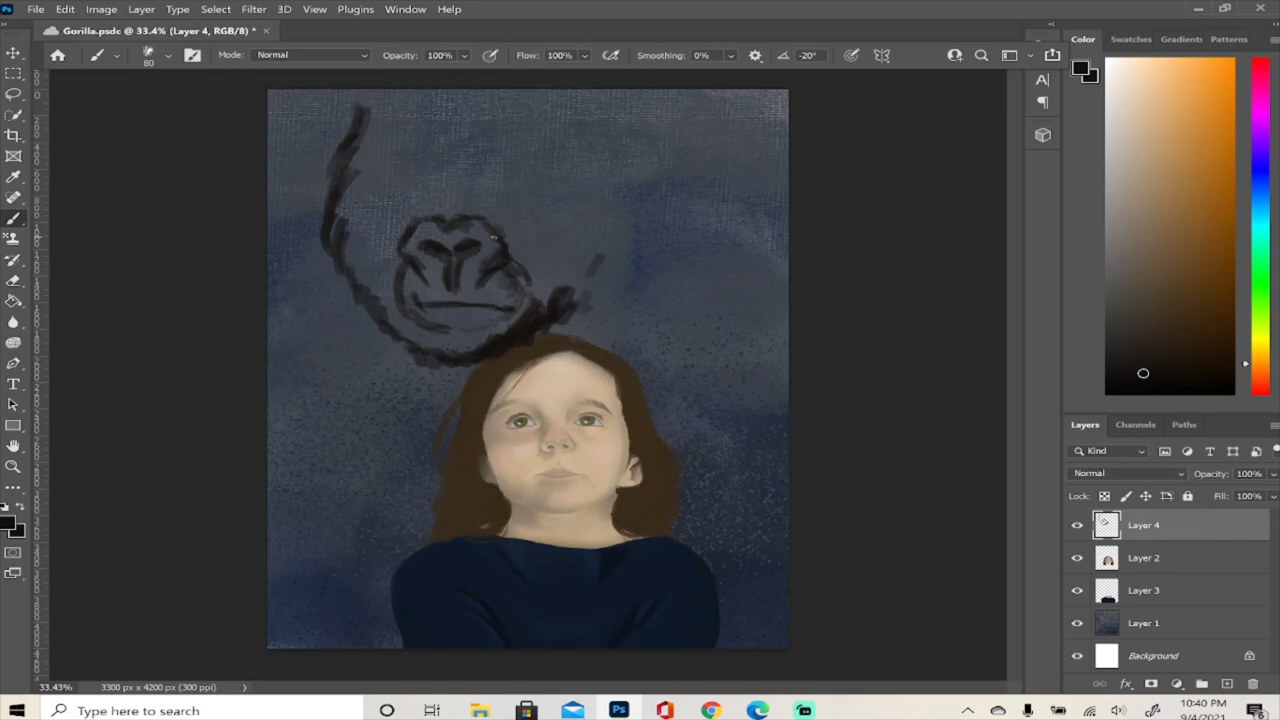 File Edit Image Layer Type Select Filter 3D View Plugins Window Help
Gorilla.psdc @ 33.4% (Layer 4, RGB/8) *
80 Mode: Normal Opacity: 100% Flow: 100% Smoothing: 0% -20°
Color Swatches Gradients Patterns
Layers Channels Paths
Kind
Normal Opacity: 100%
Lock: Fill: 100%
Layer 4
Layer 2
Layer 3
Layer 1
Background
33.43% 3300 px x 4200 px (300 ppi)
Type here to search
10:40 PM
9/4/2021